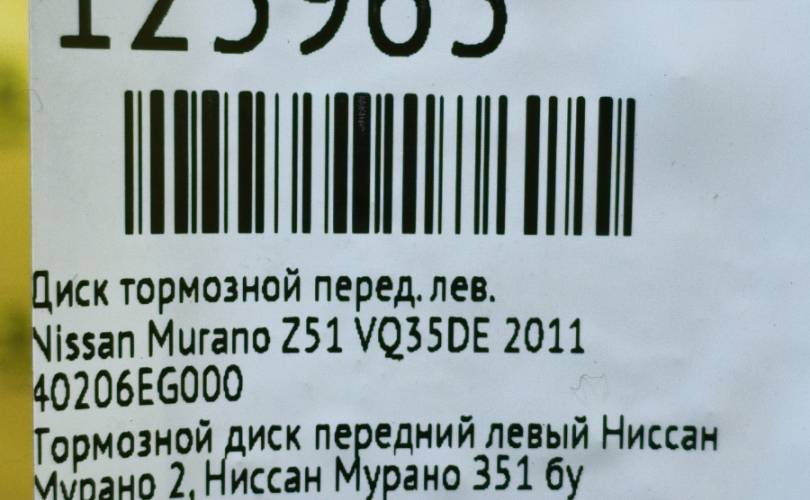 Диск тормозной перед. лев.
Nissan Murano Z51 VQ35DE 2011
40206EG000
Тормозной диск передний левый Ниссан
Мурано 2, Ниссан Мурано З51 бу